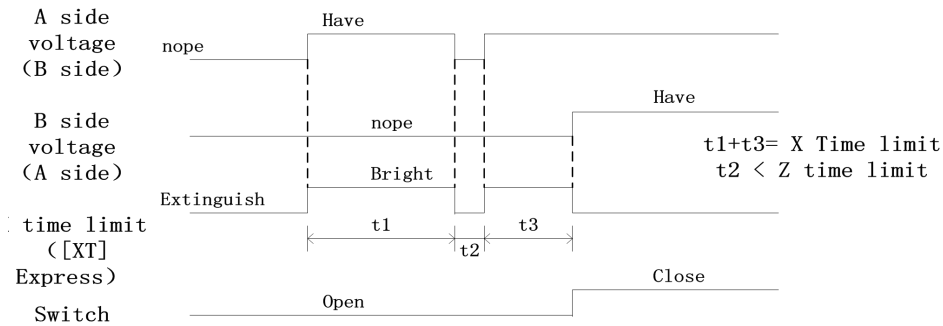 A side
voltage
(B side)
nope
Have
B side
voltage
(A side)
nope
Have
t1+t3= X Time limit
t2 < Z time limit
Extinguish
Bright
time limit
([XT]
Express)
t1
t2
t3
Switch
Open
Close